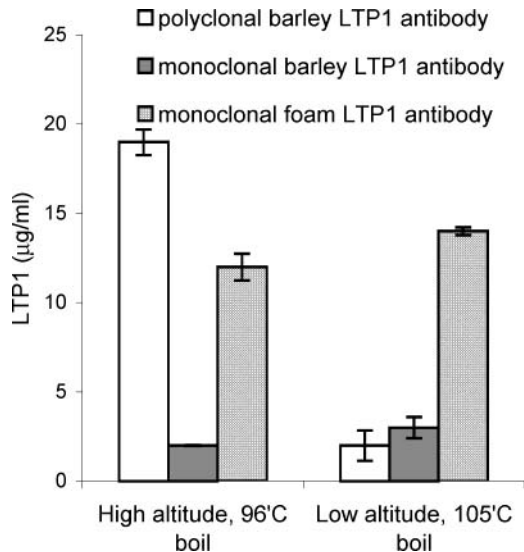 polyclonal barley LTP1 antibody
monoclonal barley LTP1 antibody
monoclonal foam LTP1 antibody
25
20
15
10
5
0
LTP1 (μg/ml)
High altitude, 96'C
boil
Low altitude, 105'C
boil